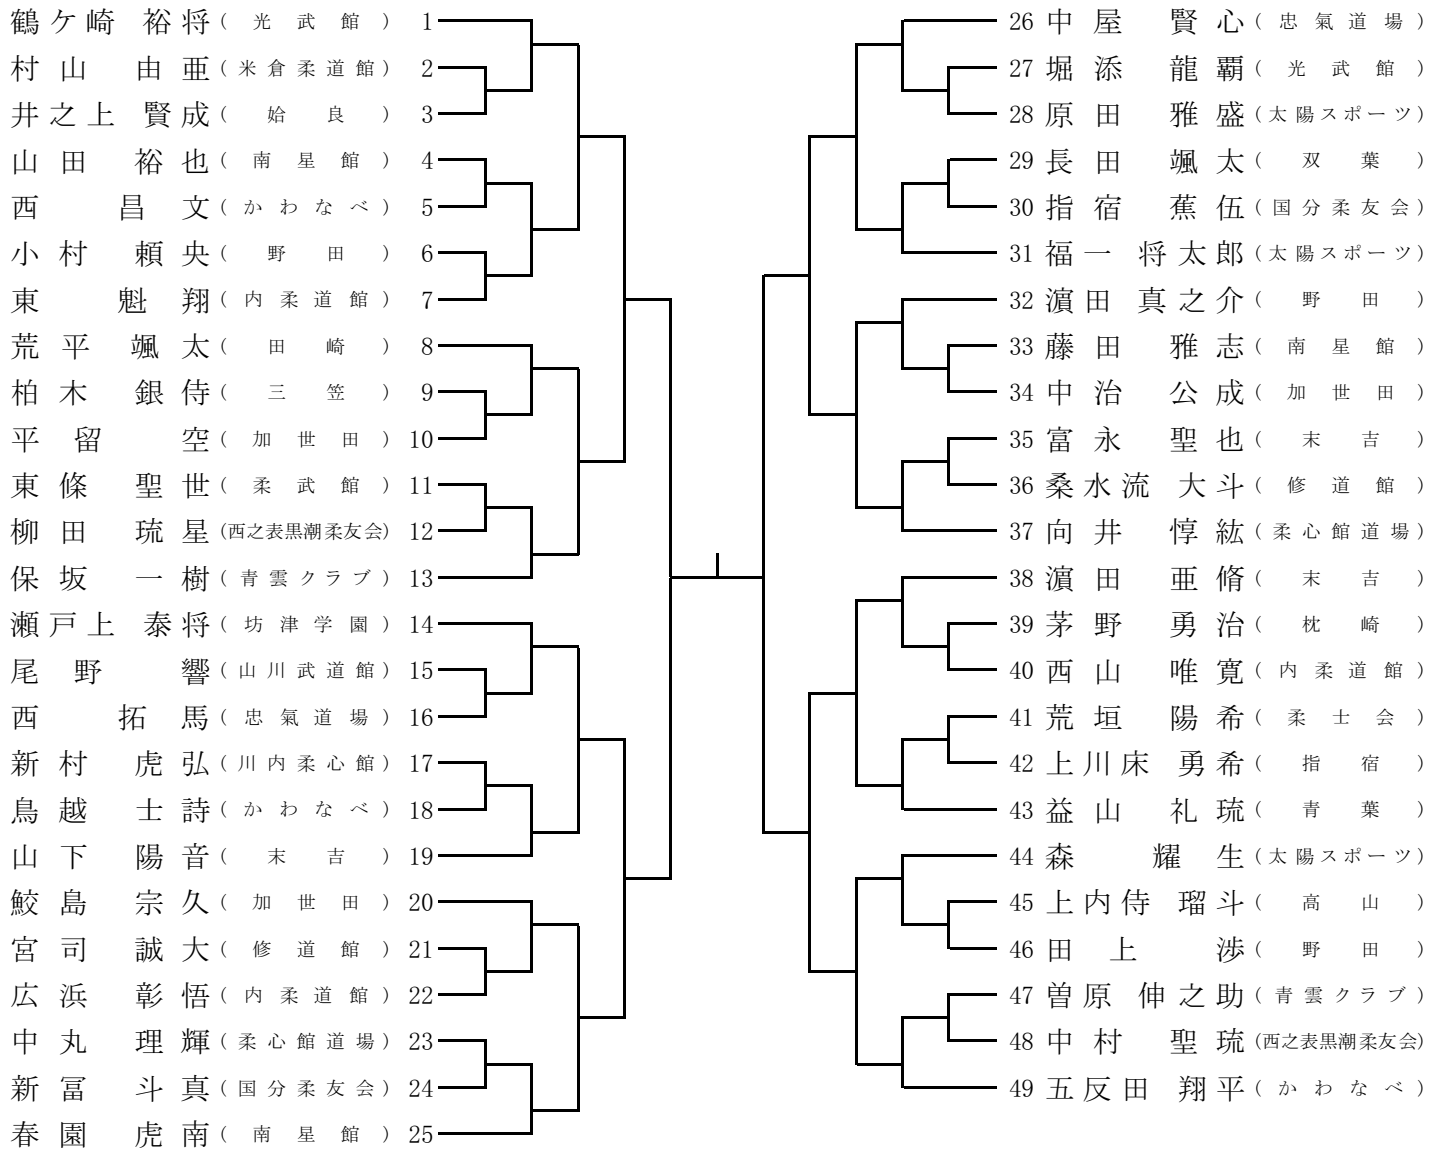 鶴ケ崎 裕将 (光武館) 1
村山 由亜 (米倉柔道館) 2
井之上 賢成 (姶良) 3
山田 裕也 (南星館) 4
西 昌文 (かわなべ) 5
小村 頼央 (野田) 6
東 魁翔 (内柔道館) 7
荒平 颯太 (田崎) 8
柏木 銀侍 (三笠) 9
平留 空 (加世田) 10
東條 聖世 (柔武館) 11
柳田 琉星 (西之表黒潮柔友会) 12
保坂 一樹 (青雲クラブ) 13
瀬戸上 泰将 (坊津学園) 14
尾野 響 (山川武道館) 15
西 拓馬 (忠氣道場) 16
新村 虎弘 (川内柔心館) 17
鳥越 士詩 (かわなべ) 18
山下 陽音 (末吉) 19
鮫島 宗久 (加世田) 20
宮司 誠大 (修道館) 21
広浜 彰悟 (内柔道館) 22
中丸 理輝 (柔心館道場) 23
新冨 斗真 (国分柔友会) 24
春園 虎南 (南星館) 25
26 中屋 賢心 (忠氣道場)
27 堀添 龍覇 (光武館)
28 原田 雅盛 (太陽スポーツ)
29 長田 颯太 (双葉)
30 指宿 蕉伍 (国分柔友会)
31 福一 将太郎 (太陽スポーツ)
32 濵田 真之介 (野田)
33 藤田 雅志 (南星館)
34 中治 公成 (加世田)
35 富永 聖也 (末吉)
36 桑水流 大斗 (修道館)
37 向井 惇紘 (柔心館道場)
38 濵田 亜脩 (末吉)
39 茅野 勇治 (枕崎)
40 西山 唯寛 (内柔道館)
41 荒垣 陽希 (柔士会)
42 上川床 勇希 (指宿)
43 益山 礼琉 (青葉)
44 森 耀生 (太陽スポーツ)
45 上内侍 瑠斗 (高山)
46 田上 渉 (野田)
47 曽原 伸之助 (青雲クラブ)
48 中村 聖琉 (西之表黒潮柔友会)
49 五反田 翔平 (かわなべ)